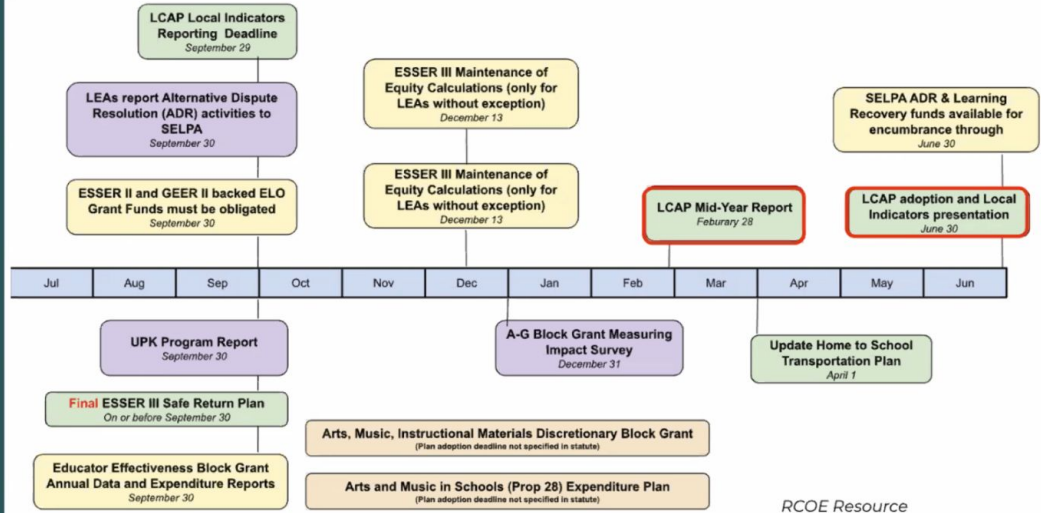 LCAP Local Indicators
Reporting Deadline
September 29
LEAs report Alternative Dispute
Resolution (ADR) activities to
SELPA
September 30
ESSER II and GEER II backed ELO
Grant Funds must be obligated
September 30
ESSER III Maintenance of
Equity Calculations (only for
LEAs without exception)
December 13
ESSER III Maintenance of
Equity Calculations (only for
LEAs without exception)
December 13
LCAP Mid-Year Report
Feburary 28
SELPA ADR & Learning
Recovery funds available for
encumbrance through
June 30
LCAP adoption and Local
Indicators presentation
June 30
Jul Aug Sep Oct Nov Dec Jan Feb Mar Apr May Jun
UPK Program Report
September 30
Final ESSER III Safe Return Plan
On or before September 30
Educator Effectiveness Block Grant
Annual Data and Expenditure Reports
September 30
A-G Block Grant Measuring
Impact Survey
December 31
Update Home to School
Transportation Plan
April 1
Arts, Music, Instructional Materials Discretionary Block Grant
(Plan adoption deadline not specified in statute)
Arts and Music in Schools (Prop 28) Expenditure Plan
(Plan adoption deadline not specified in statute)
RCOE Resource